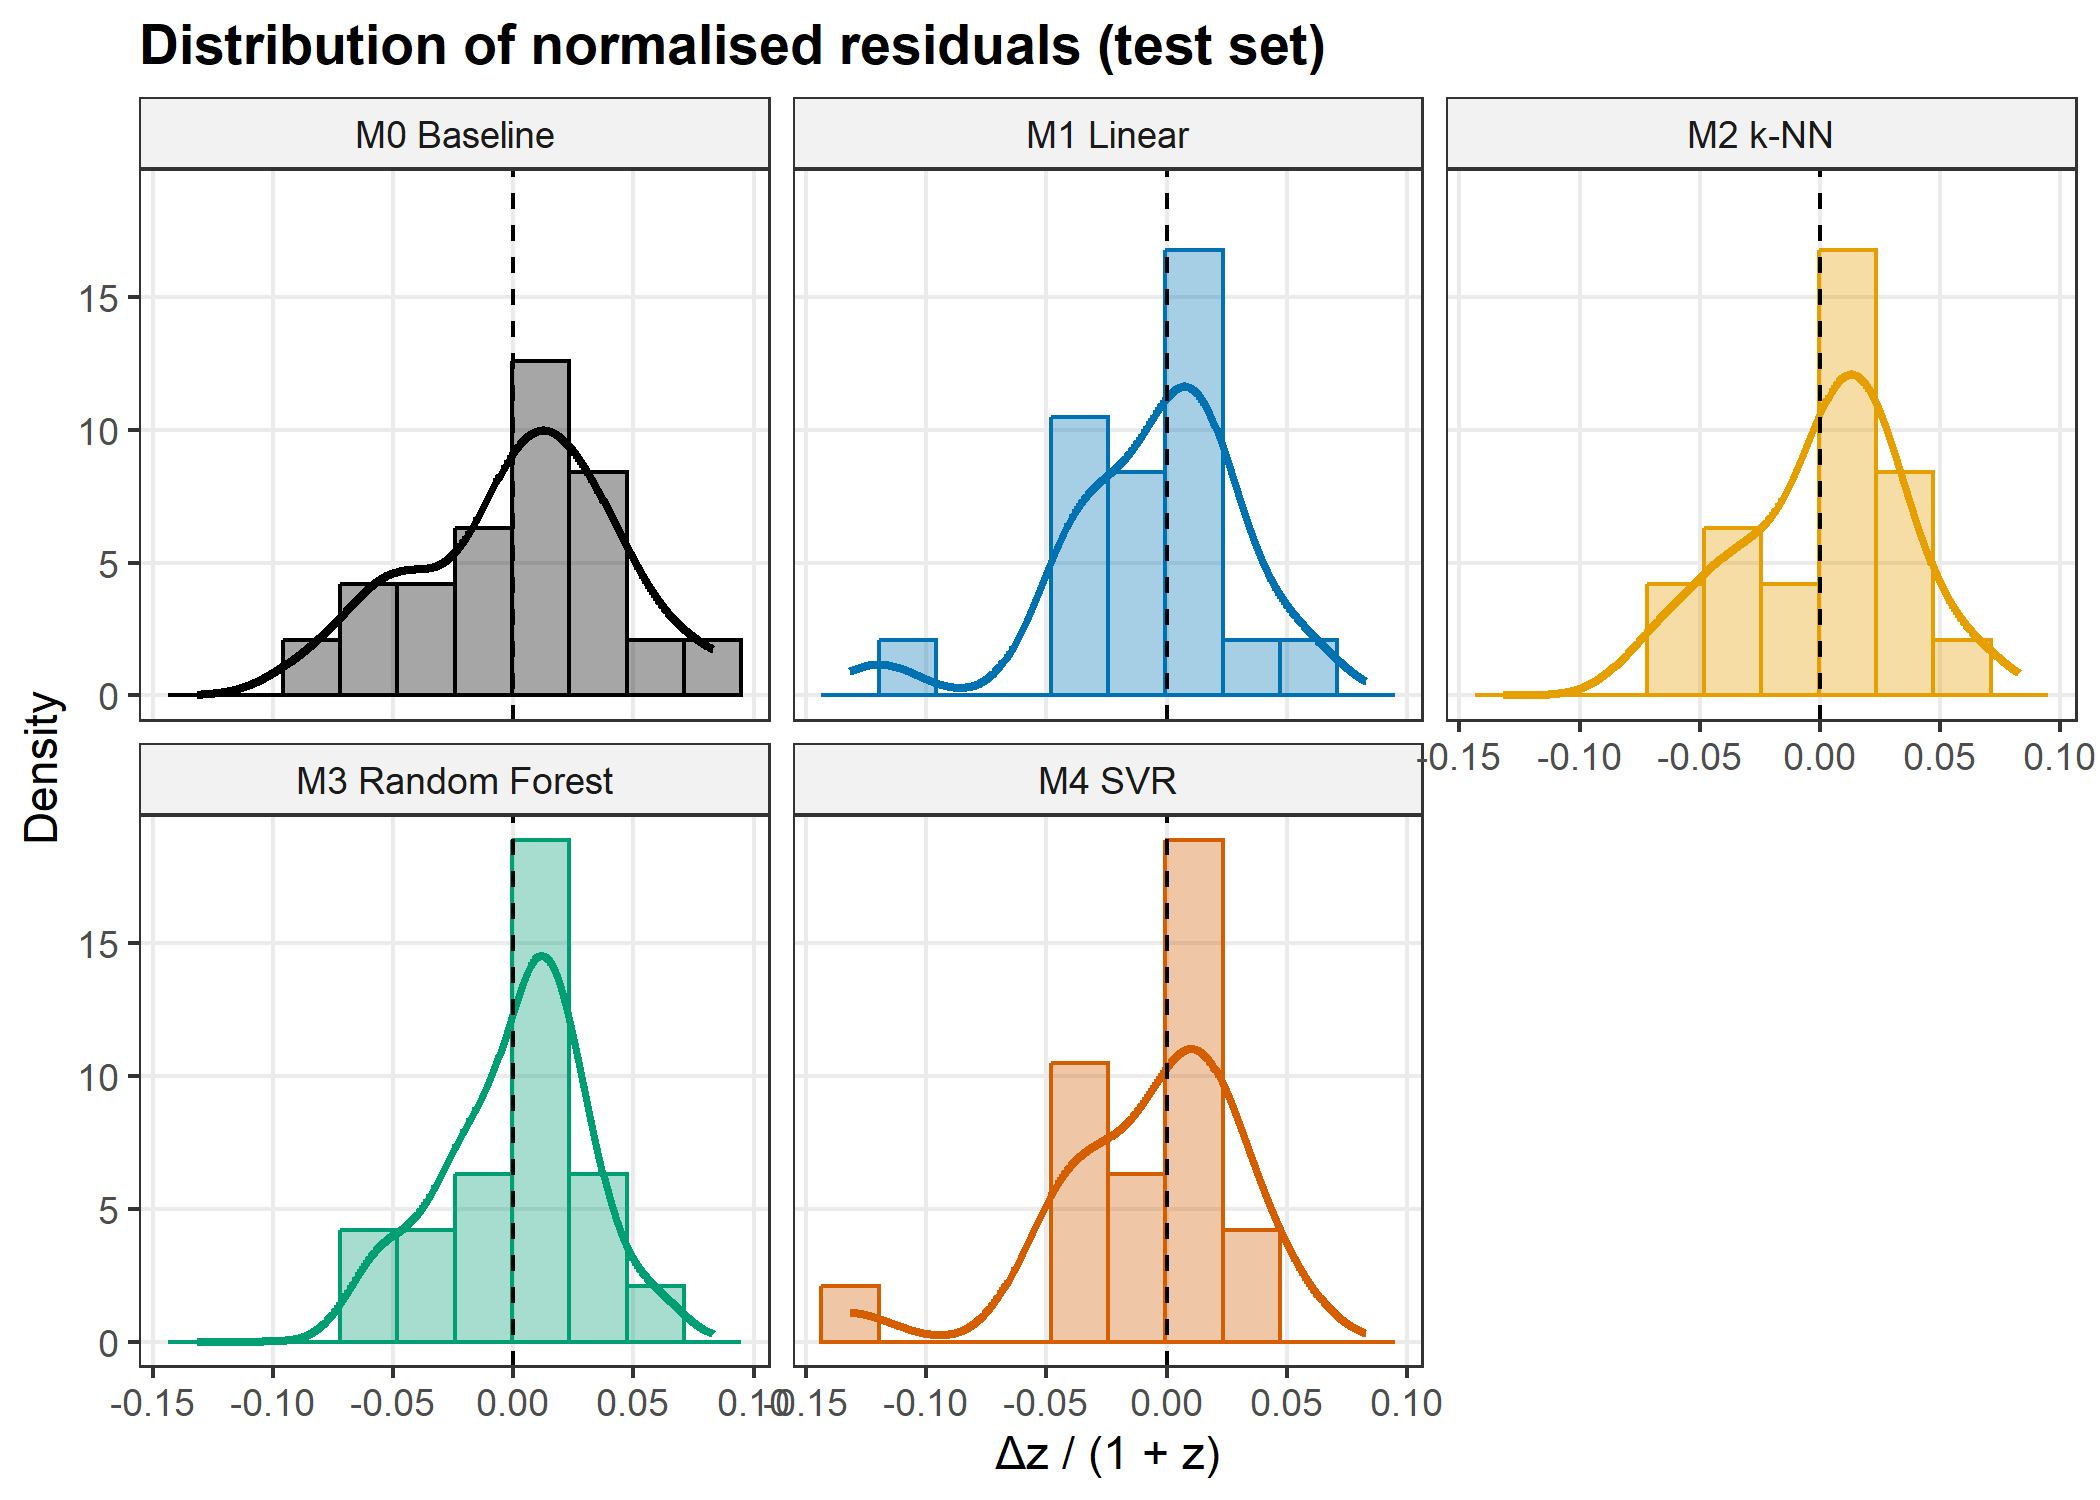 Distribution of normalised residuals (test set)
M0 Baseline
M1 Linear
M2 k-NN
15
10
5
0
-0.15 -0.10 -0.05 0.00 0.05 0.10
Density
M3 Random Forest
M4 SVR
15
10
5
0
-0.15 -0.10 -0.05 0.00 0.05 0.10
-0.15 -0.10 -0.05 0.00 0.05 0.10
Δz / (1 + z)